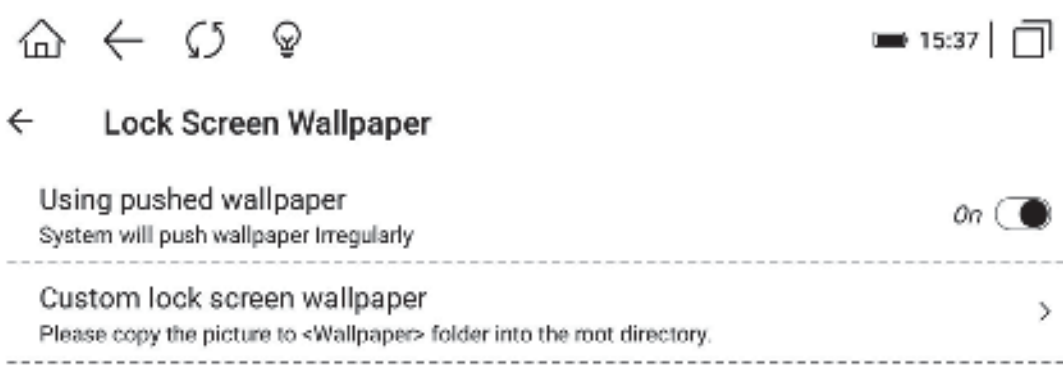 15:37
Lock Screen Wallpaper
Using pushed wallpaper
On
System will push wallpaper Irregularly
Custom lock screen wallpaper
Please copy the picture to <Wallpaper> folder into the root directory.